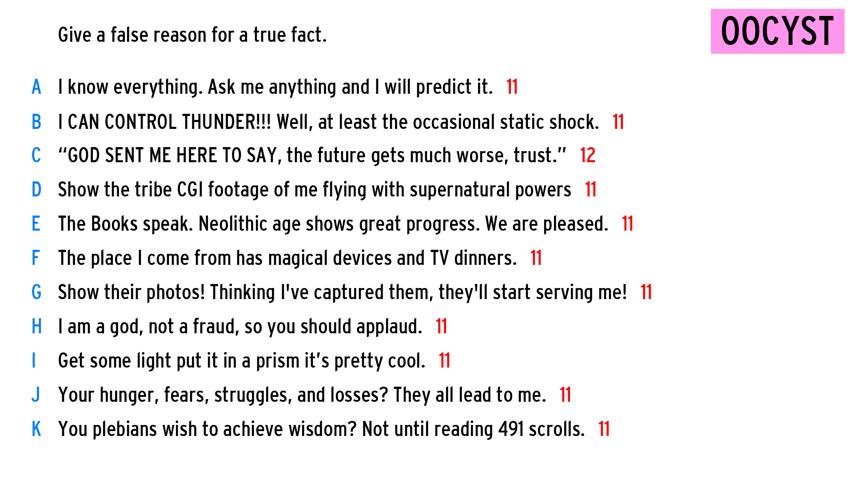 Give a false reason for a true fact.
OOCYST
A I know everything. Ask me anything and I will predict it. 11
B I CAN CONTROL THUNDER!!! Well, at least the occasional static shock. 11
C “GOD SENT ME HERE TO SAY, the future gets much worse, trust.” 12
D Show the tribe CGI footage of me flying with supernatural powers 11
E The Books speak. Neolithic age shows great progress. We are pleased. 11
F The place I come from has magical devices and TV dinners. 11
G Show their photos! Thinking I've captured them, they'll start serving me! 11
H I am a god, not a fraud, so you should applaud. 11
I Get some light put it in a prism it’s pretty cool. 11
J Your hunger, fears, struggles, and losses? They all lead to me. 11
K You plebians wish to achieve wisdom? Not until reading 491 scrolls. 11